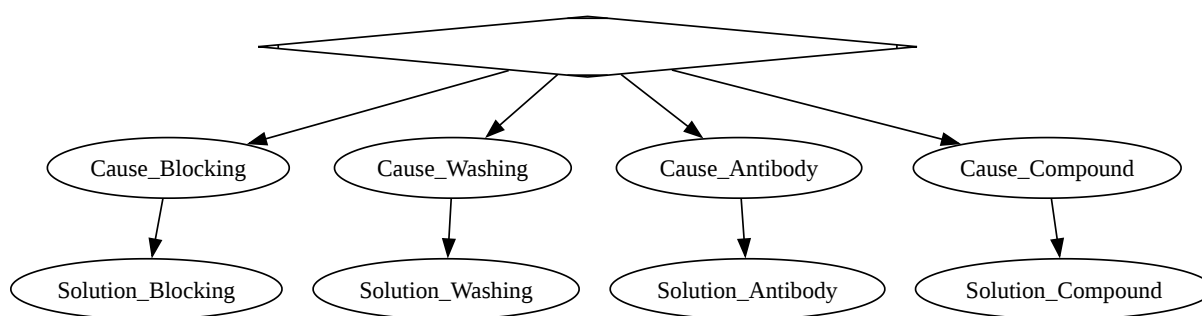 Cause_Blocking
Cause_Washing
Cause_Antibody
Cause_Compound
Solution_Blocking
Solution_Washing
Solution_Antibody
Solution_Compound